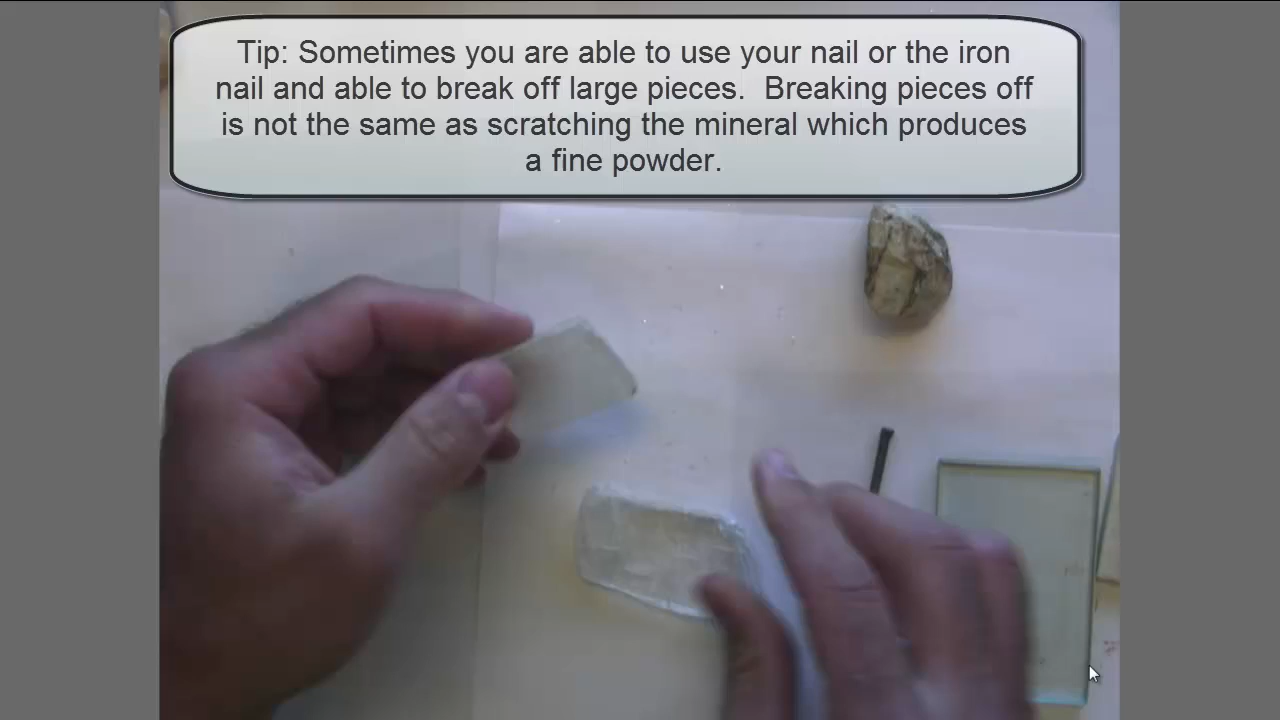 Tip: Sometimes you are able to use your nail or the iron
nail and able to break off large pieces.  Breaking pieces off
is not the same as scratching the mineral which produces
a fine powder.